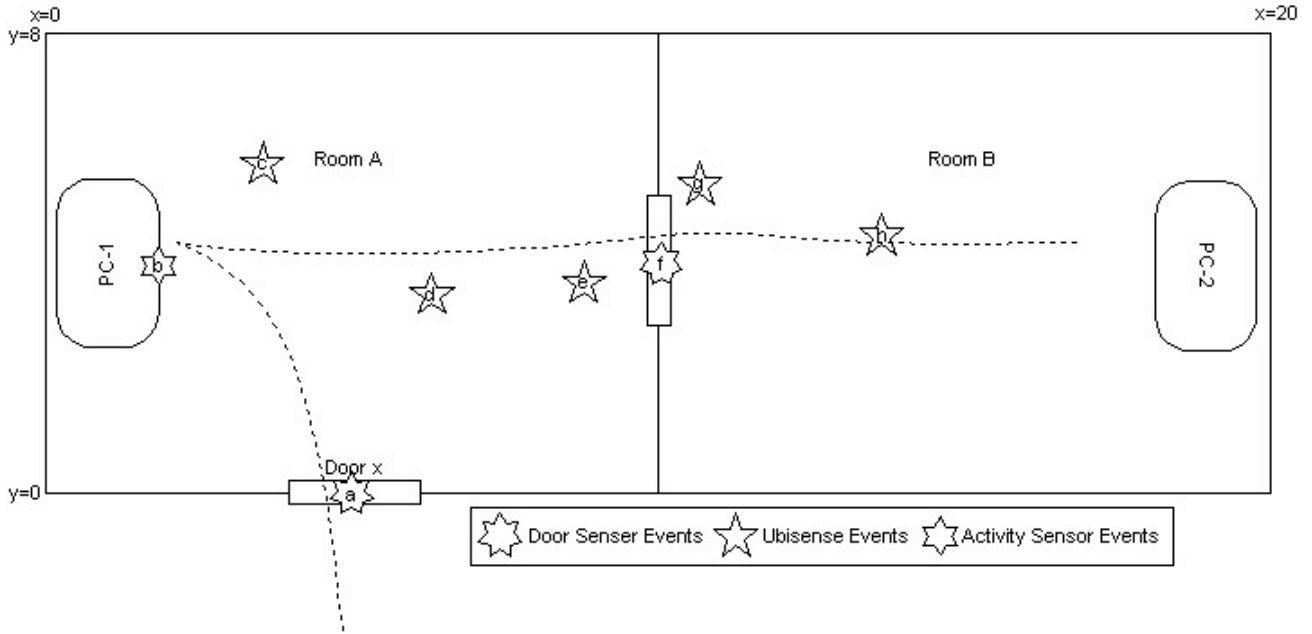 x=0
x=20
y=8
c
Room A
Room B
g
PC-1
b
h
f
PC-2
e
d
Door x
a
y=0
Door Senser Events
Ubisense Events
Activity Sensor Events